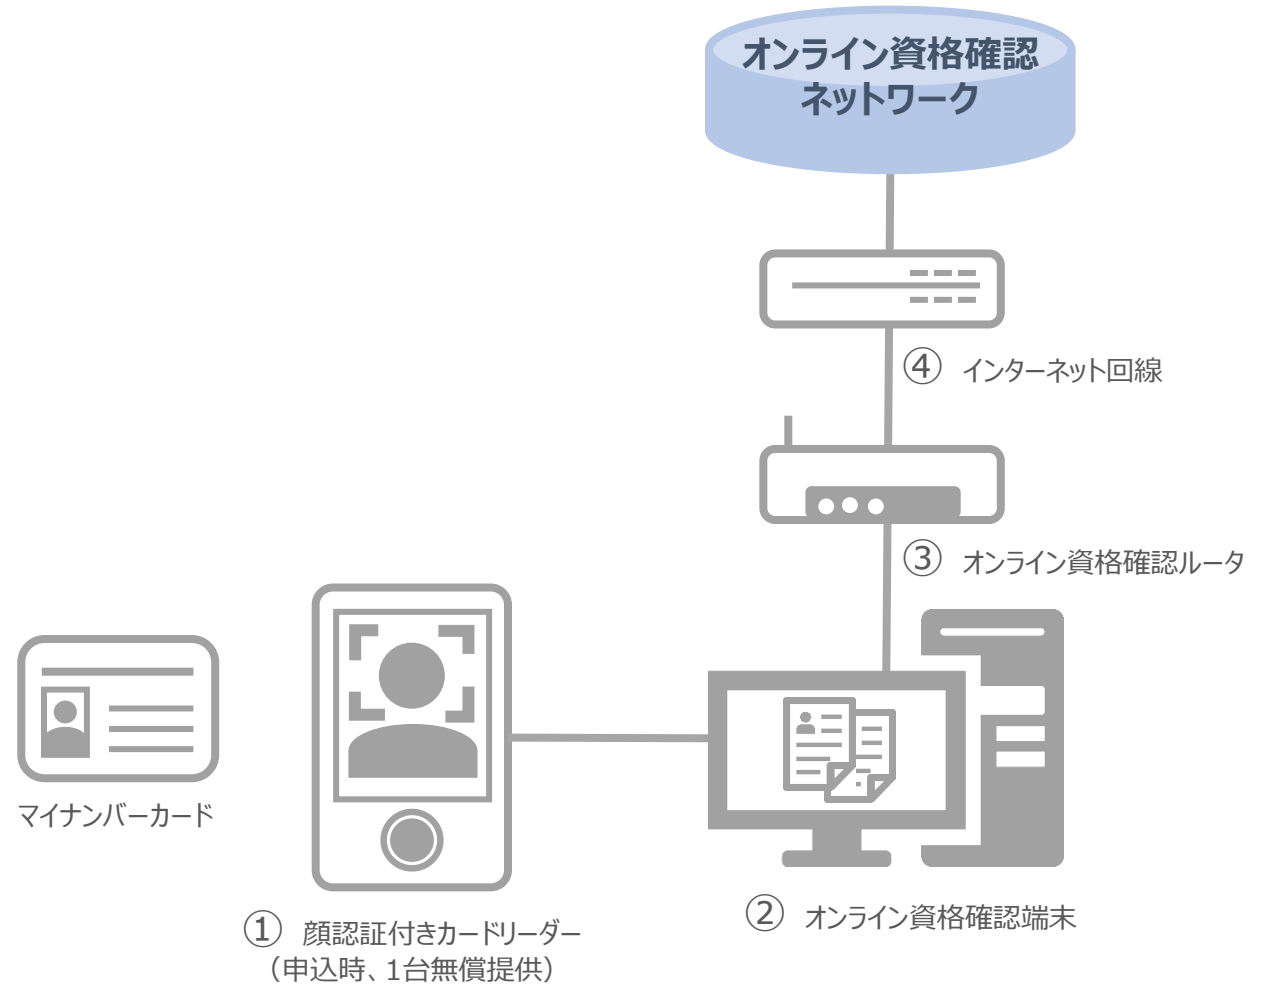 オンライン資格確認
ネットワーク
④ インターネット回線
③ オンライン資格確認ルータ
マイナンバーカード
② オンライン資格確認端末
① 顔認証付きカードリーダー
（申込時、1台無償提供）